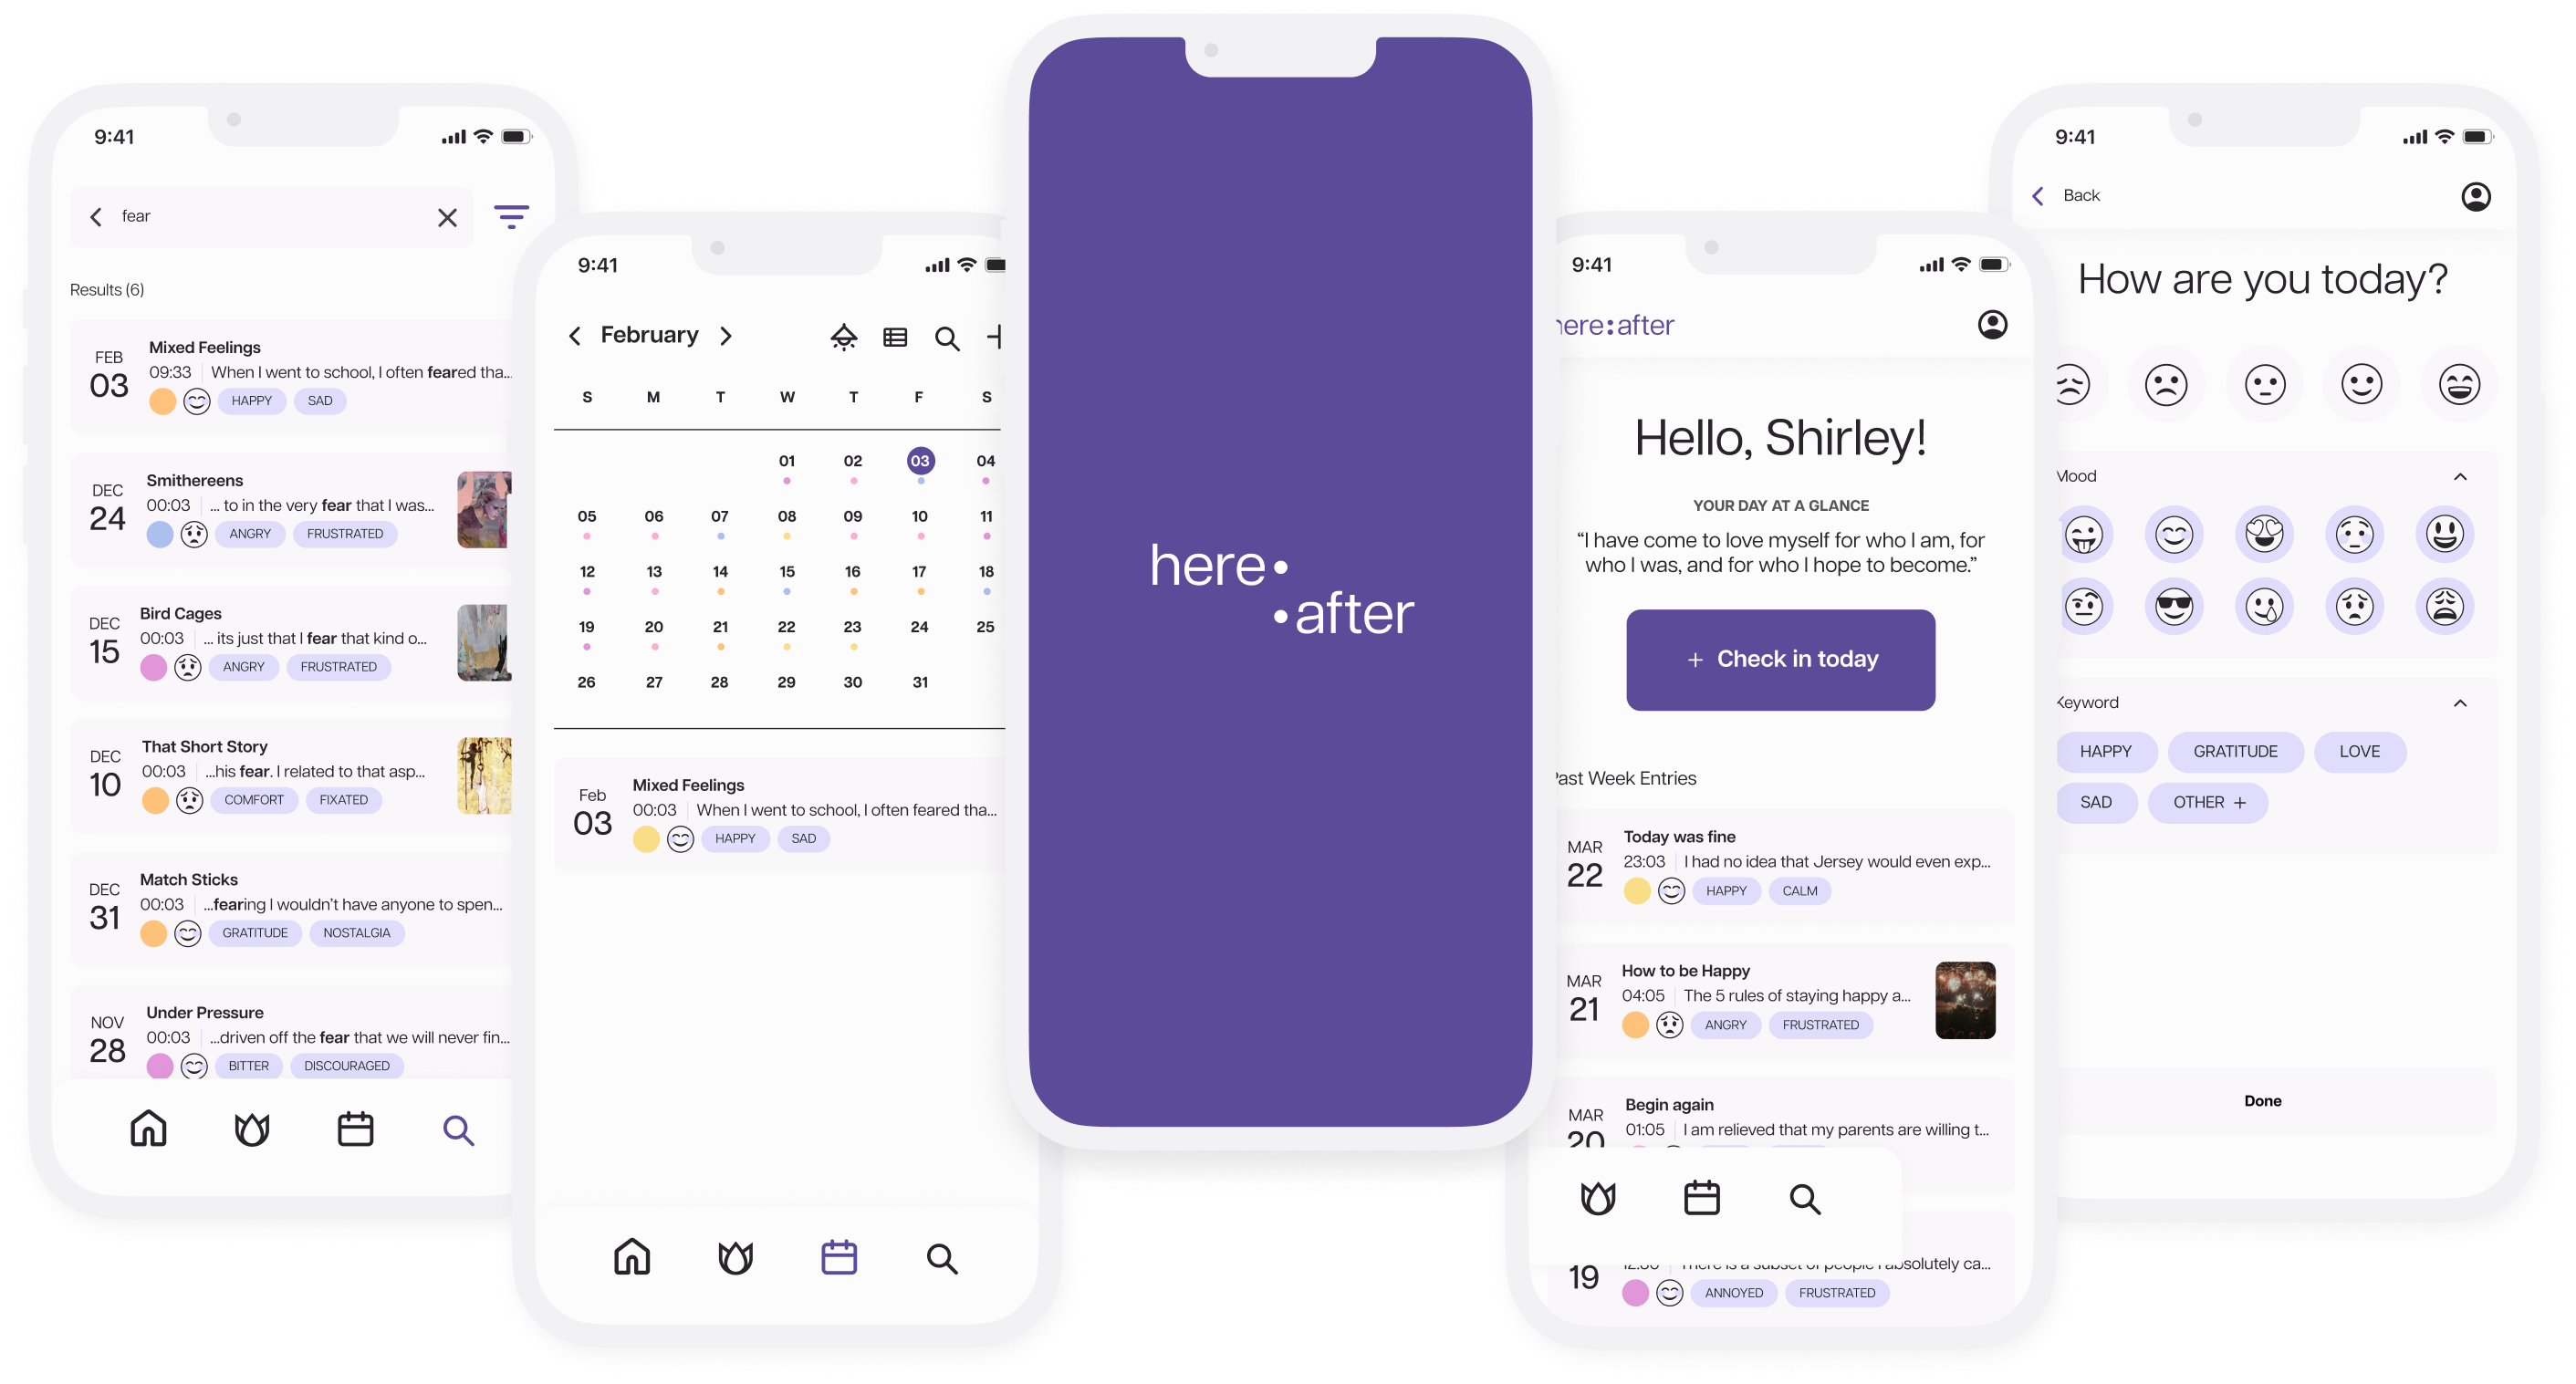 9:41
fear
Results (6)
FEB
03
Mixed Feelings
09:33 When I went to school, I often feared tha...
HAPPY SAD
DEC
24
Smithereens
00:03 ... to in the very fear that I was...
ANGRY FRUSTRATED
DEC
15
Bird Cages
00:03 ... its just that I fear that kind o...
ANGRY FRUSTRATED
DEC
10
That Short Story
00:03 ...his fear. I related to that asp...
COMFORT FIXATED
DEC
31
Match Sticks
00:03 ...fearing I wouldn't have anyone to spen...
GRATITUDE NOSTALGIA
NOV
28
Under Pressure
00:03 ...driven off the fear that we will never fin...
BITTER DISCOURAGED
9:41
February
S M T W T F S
01 02 03 04
05 06 07 08 09 10 11
12 13 14 15 16 17 18
19 20 21 22 23 24 25
26 27 28 29 30 31
Feb
03
Mixed Feelings
00:03 When I went to school, I often feared tha...
HAPPY SAD
here•
•after
9:41
here:after
Hello, Shirley!
YOUR DAY AT A GLANCE
“I have come to love myself for who I am, for
who I was, and for who I hope to become.”
+ Check in today
Past Week Entries
MAR
22
Today was fine
23:03 I had no idea that Jersey would even exp...
HAPPY CALM
MAR
21
How to be Happy
04:05 The 5 rules of staying happy a...
ANGRY FRUSTRATED
MAR
20
Begin again
01:05 I am relieved that my parents are willing t...
19
12:30 There is a subset of people I absolutely ca...
ANNOYED FRUSTRATED
9:41
Back
How are you today?
Mood
Keyword
HAPPY GRATITUDE LOVE
SAD OTHER +
Done